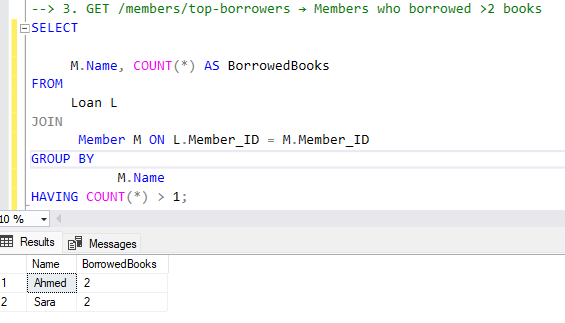 --> 3. GET /members/top-borrowers → Members who borrowed >2 books
SELECT
M.Name, COUNT(*) AS BorrowedBooks
FROM
Loan L
JOIN
Member M ON L.Member_ID = M.Member_ID
GROUP BY
M.Name
HAVING COUNT(*) > 1;
10 %
Results Messages
Name BorrowedBooks
1 Ahmed 2
2 Sara 2